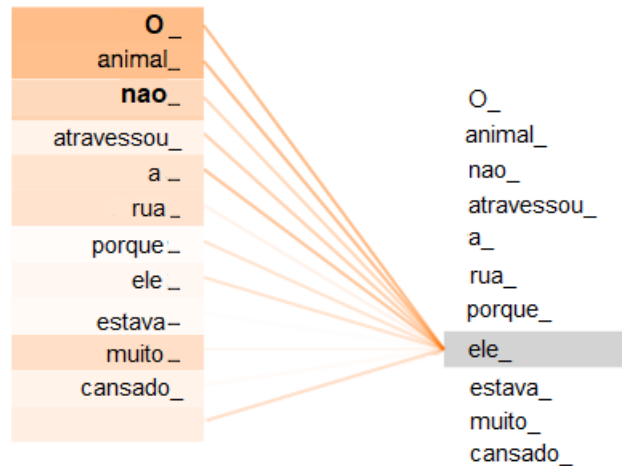 O_
animal_
nao_
atravessou_
a_
rua_
porque_
ele_
estava_
muito_
cansado_
O_
animal_
nao_
atravessou_
a_
rua_
porque_
ele_
estava_
muito_
cansado_